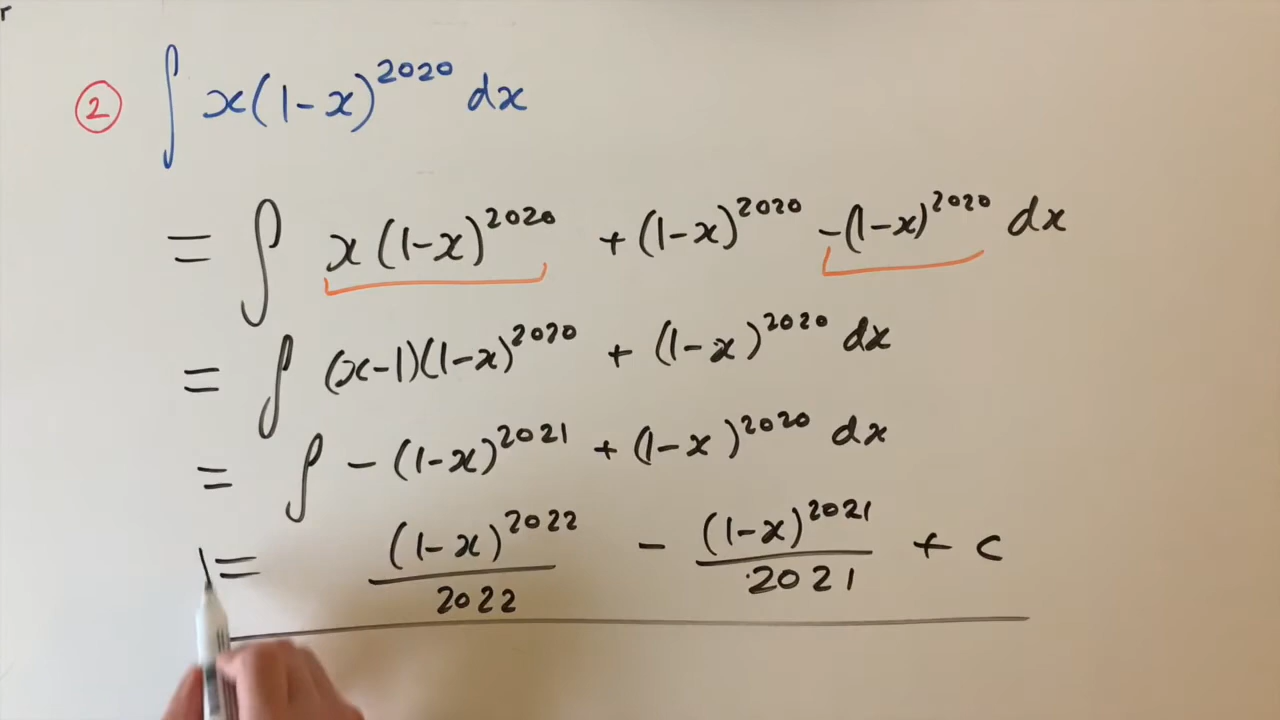 r
② ∫ x(1-x)^2020 dx
= ∫ x(1-x)^2020 + (1-x)^2020 -(1-x)^2020 dx
= ∫ (x-1)(1-x)^2020 + (1-x)^2020 dx
= ∫ -(1-x)^2021 + (1-x)^2020 dx
= (1-x)^2022 / 2022 - (1-x)^2021 / 2021 + c